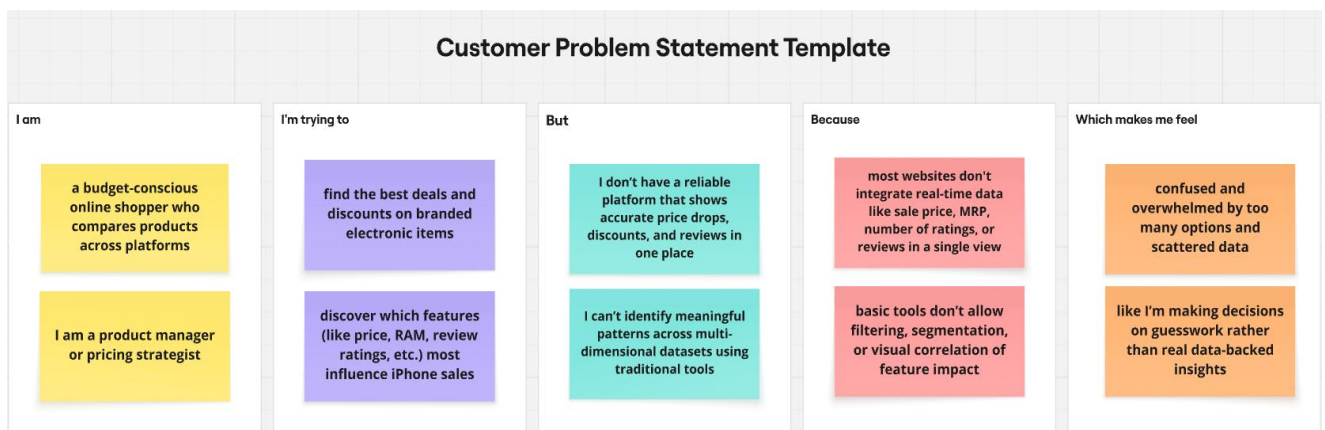 Customer Problem Statement Template
I am
a budget-conscious
online shopper who
compares products
across platforms
I am a product manager
or pricing strategist
I'm trying to
find the best deals and
discounts on branded
electronic items
discover which features
(like price, RAM, review
ratings, etc.) most
influence iPhone sales
But
I don’t have a reliable
platform that shows
accurate price drops,
discounts, and reviews in
one place
I can’t identify meaningful
patterns across multi-
dimensional datasets using
traditional tools
Because
most websites don't
integrate real-time data
like sale price, MRP,
number of ratings, or
reviews in a single view
basic tools don’t allow
filtering, segmentation,
or visual correlation of
feature impact
Which makes me feel
confused and
overwhelmed by too
many options and
scattered data
like I’m making decisions
on guesswork rather
than real data-backed
insights